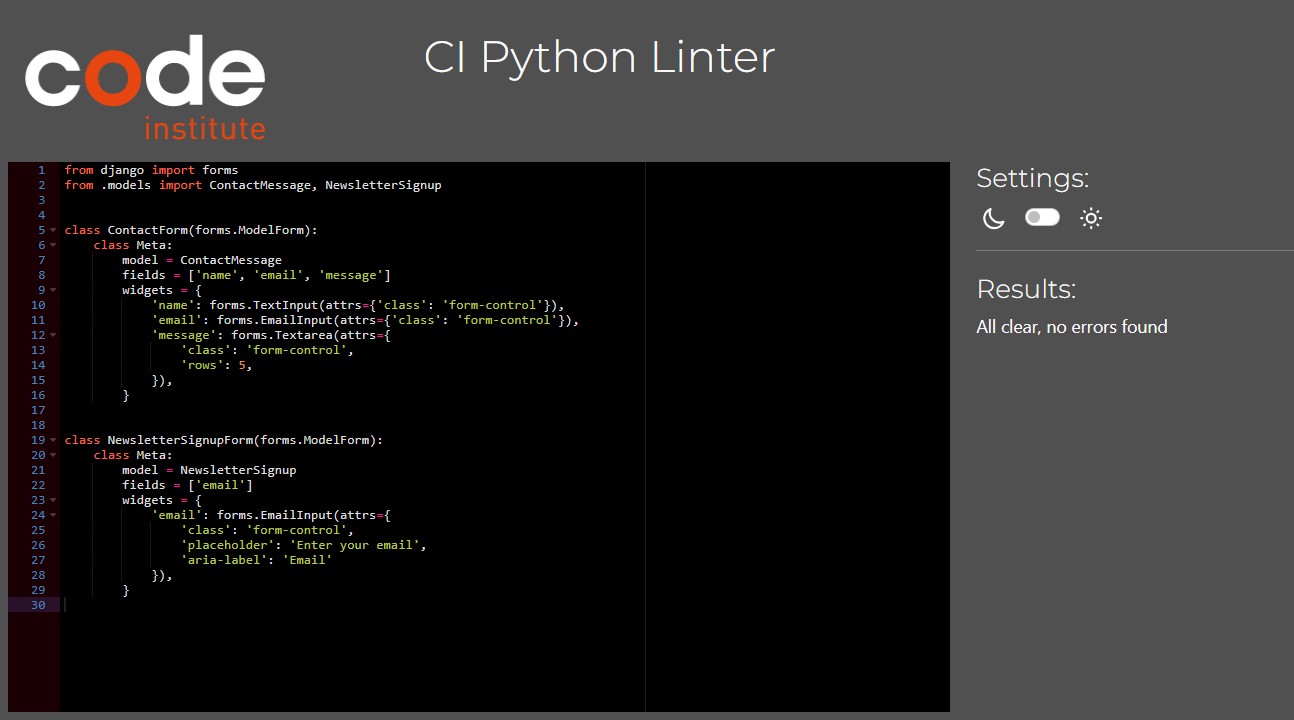 code
institute
CI Python Linter
1 from django import forms
2 from .models import ContactMessage, NewsletterSignup
3
4
5 class ContactForm(forms.ModelForm):
6     class Meta:
7         model = ContactMessage
8         fields = ['name', 'email', 'message']
9         widgets = {
10             'name': forms.TextInput(attrs={'class': 'form-control'}),
11             'email': forms.EmailInput(attrs={'class': 'form-control'}),
12             'message': forms.Textarea(attrs={
13                 'class': 'form-control',
14                 'rows': 5,
15             }),
16         }
17
18
19 class NewsletterSignupForm(forms.ModelForm):
20     class Meta:
21         model = NewsletterSignup
22         fields = ['email']
23         widgets = {
24             'email': forms.EmailInput(attrs={
25                 'class': 'form-control',
26                 'placeholder': 'Enter your email',
27                 'aria-label': 'Email'
28             }),
29         }
30
Settings:
Results:
All clear, no errors found